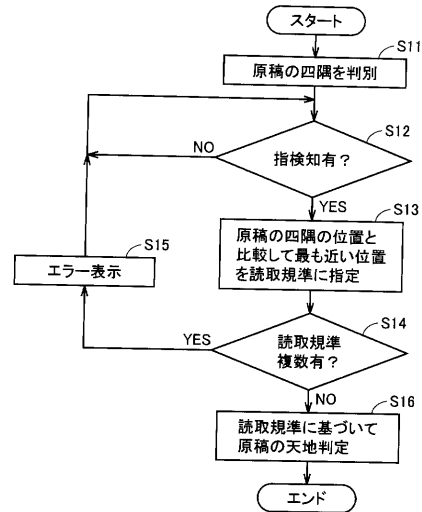 スタート
S11
原稿の四隅を判別
S12
指検知有？
NO
YES
S13
原稿の四隅の位置と
比較して最も近い位置
を読取規準に指定
S15
エラー表示
S14
読取規準
複数有？
YES
NO
S16
読取規準に基づいて
原稿の天地判定
エンド